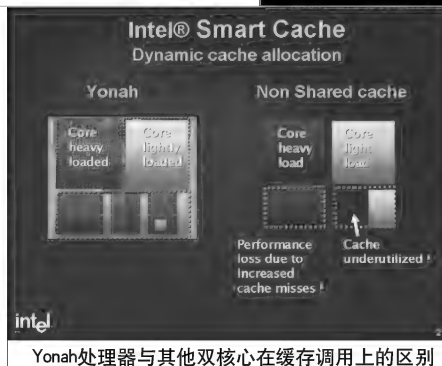 Intel® Smart Cache
Dynamic cache allocation
Yonah
Non Shared cache
Core
heavy
loaded
Core
lightly
loaded
Core
heavy
load
Core
light
load
Performance
loss due to
Increased
cache misses !
Cache
underutilized !
intel
Yonah处理器与其他双核心在缓存调用上的区别